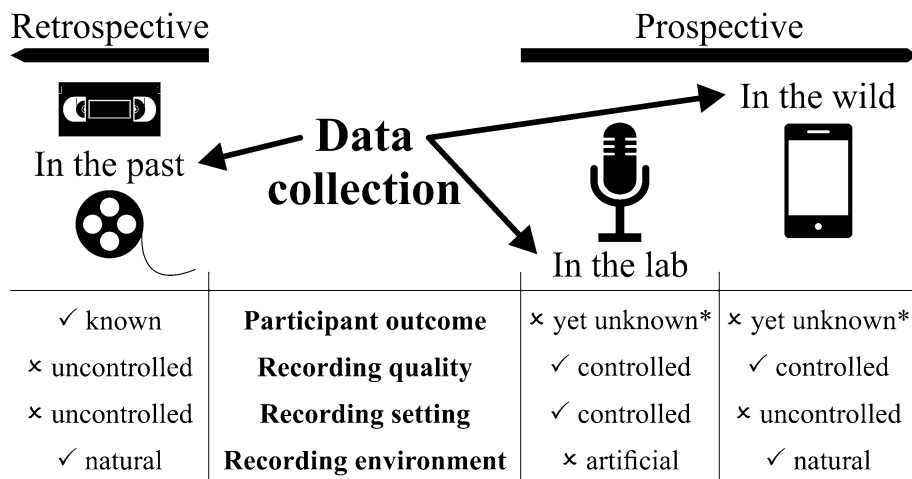 Retrospective
Prospective
In the wild
Data
collection
In the past
In the lab
✓ known Participant outcome × yet unknown* × yet unknown*
× uncontrolled Recording quality ✓ controlled ✓ controlled
× uncontrolled Recording setting ✓ controlled × uncontrolled
✓ natural Recording environment × artificial ✓ natural